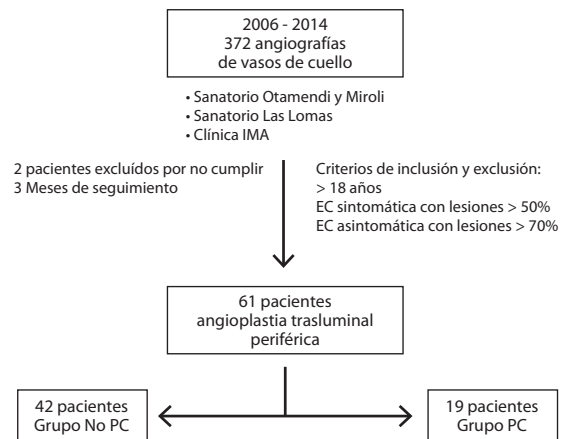 2006 - 2014
372 angiografías
de vasos de cuello
• Sanatorio Otamendi y Miroli
• Sanatorio Las Lomas
• Clínica IMA
2 pacientes excluídos por no cumplir
3 Meses de seguimiento
Criterios de inclusión y exclusión:
> 18 años
EC sintomática con lesiones > 50%
EC asintomática con lesiones > 70%
61 pacientes
angioplastia trasluminal
periférica
42 pacientes
Grupo No PC
19 pacientes
Grupo PC